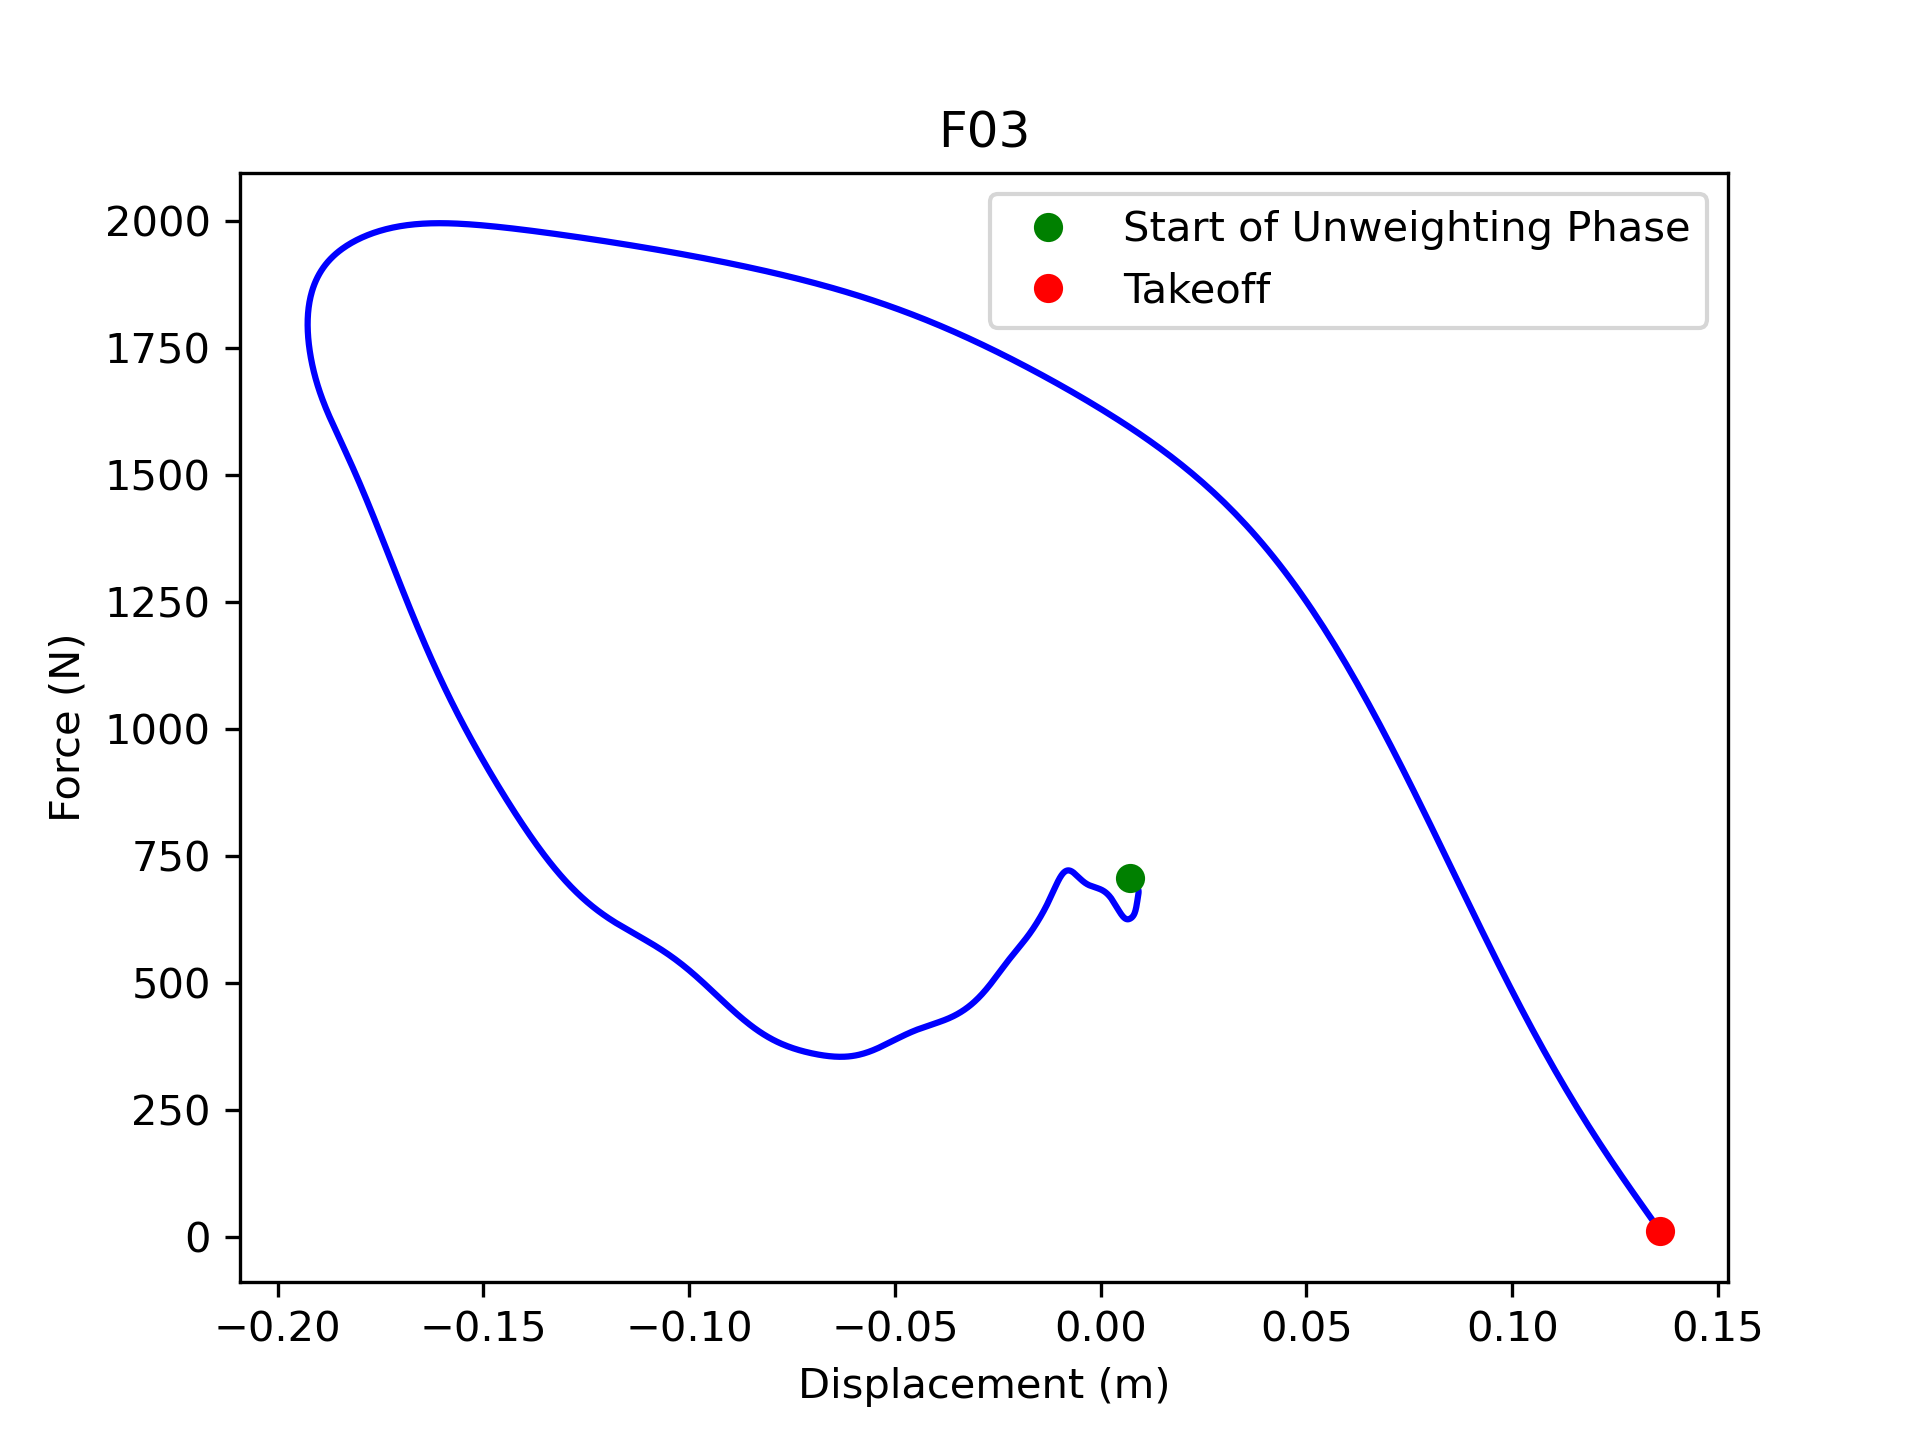 F03
Start of Unweighting Phase
Takeoff
2000
1750
1500
1250
1000
750
500
250
0
Force (N)
−0.20 −0.15 −0.10 −0.05 0.00 0.05 0.10 0.15
Displacement (m)